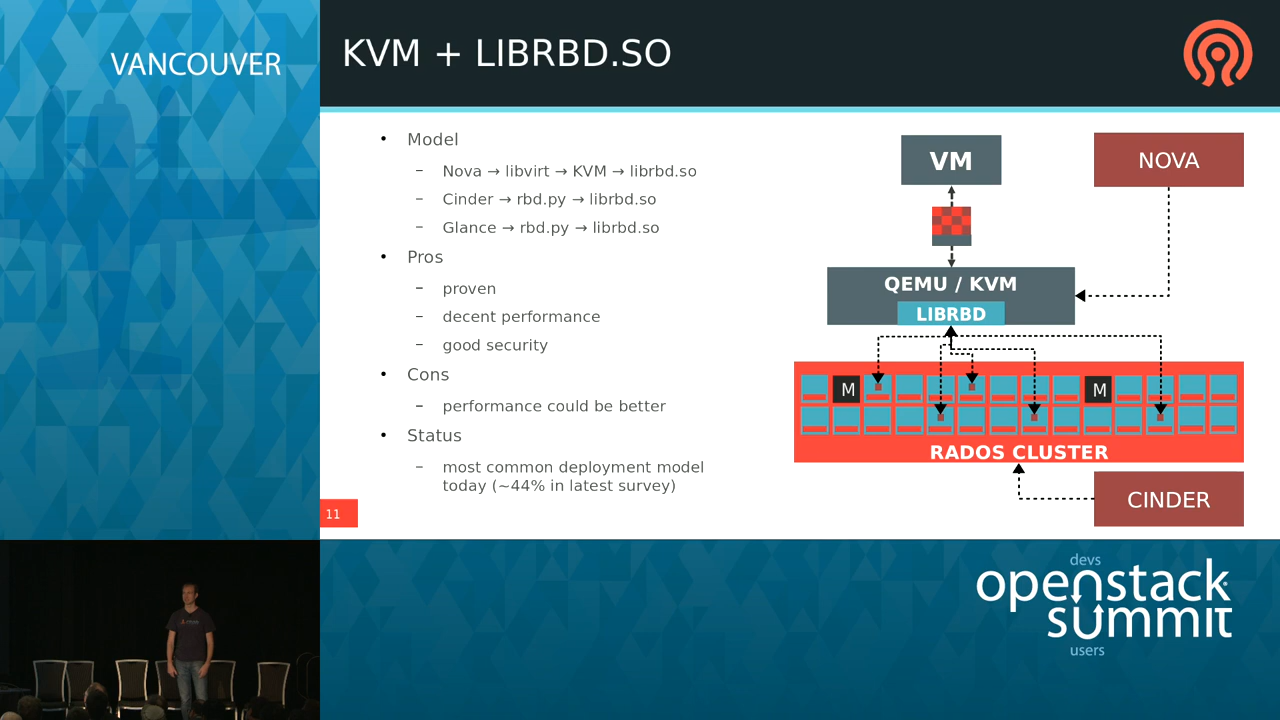 VANCOUVER
KVM + LIBRBD.SO
• Model
– Nova → libvirt → KVM → librbd.so
– Cinder → rbd.py → librbd.so
– Glance → rbd.py → librbd.so
• Pros
– proven
– decent performance
– good security
• Cons
– performance could be better
• Status
– most common deployment model
today (~44% in latest survey)
11
VM
NOVA
QEMU / KVM
LIBRBD
M
M
RADOS CLUSTER
CINDER
devs
openstack
summit
users